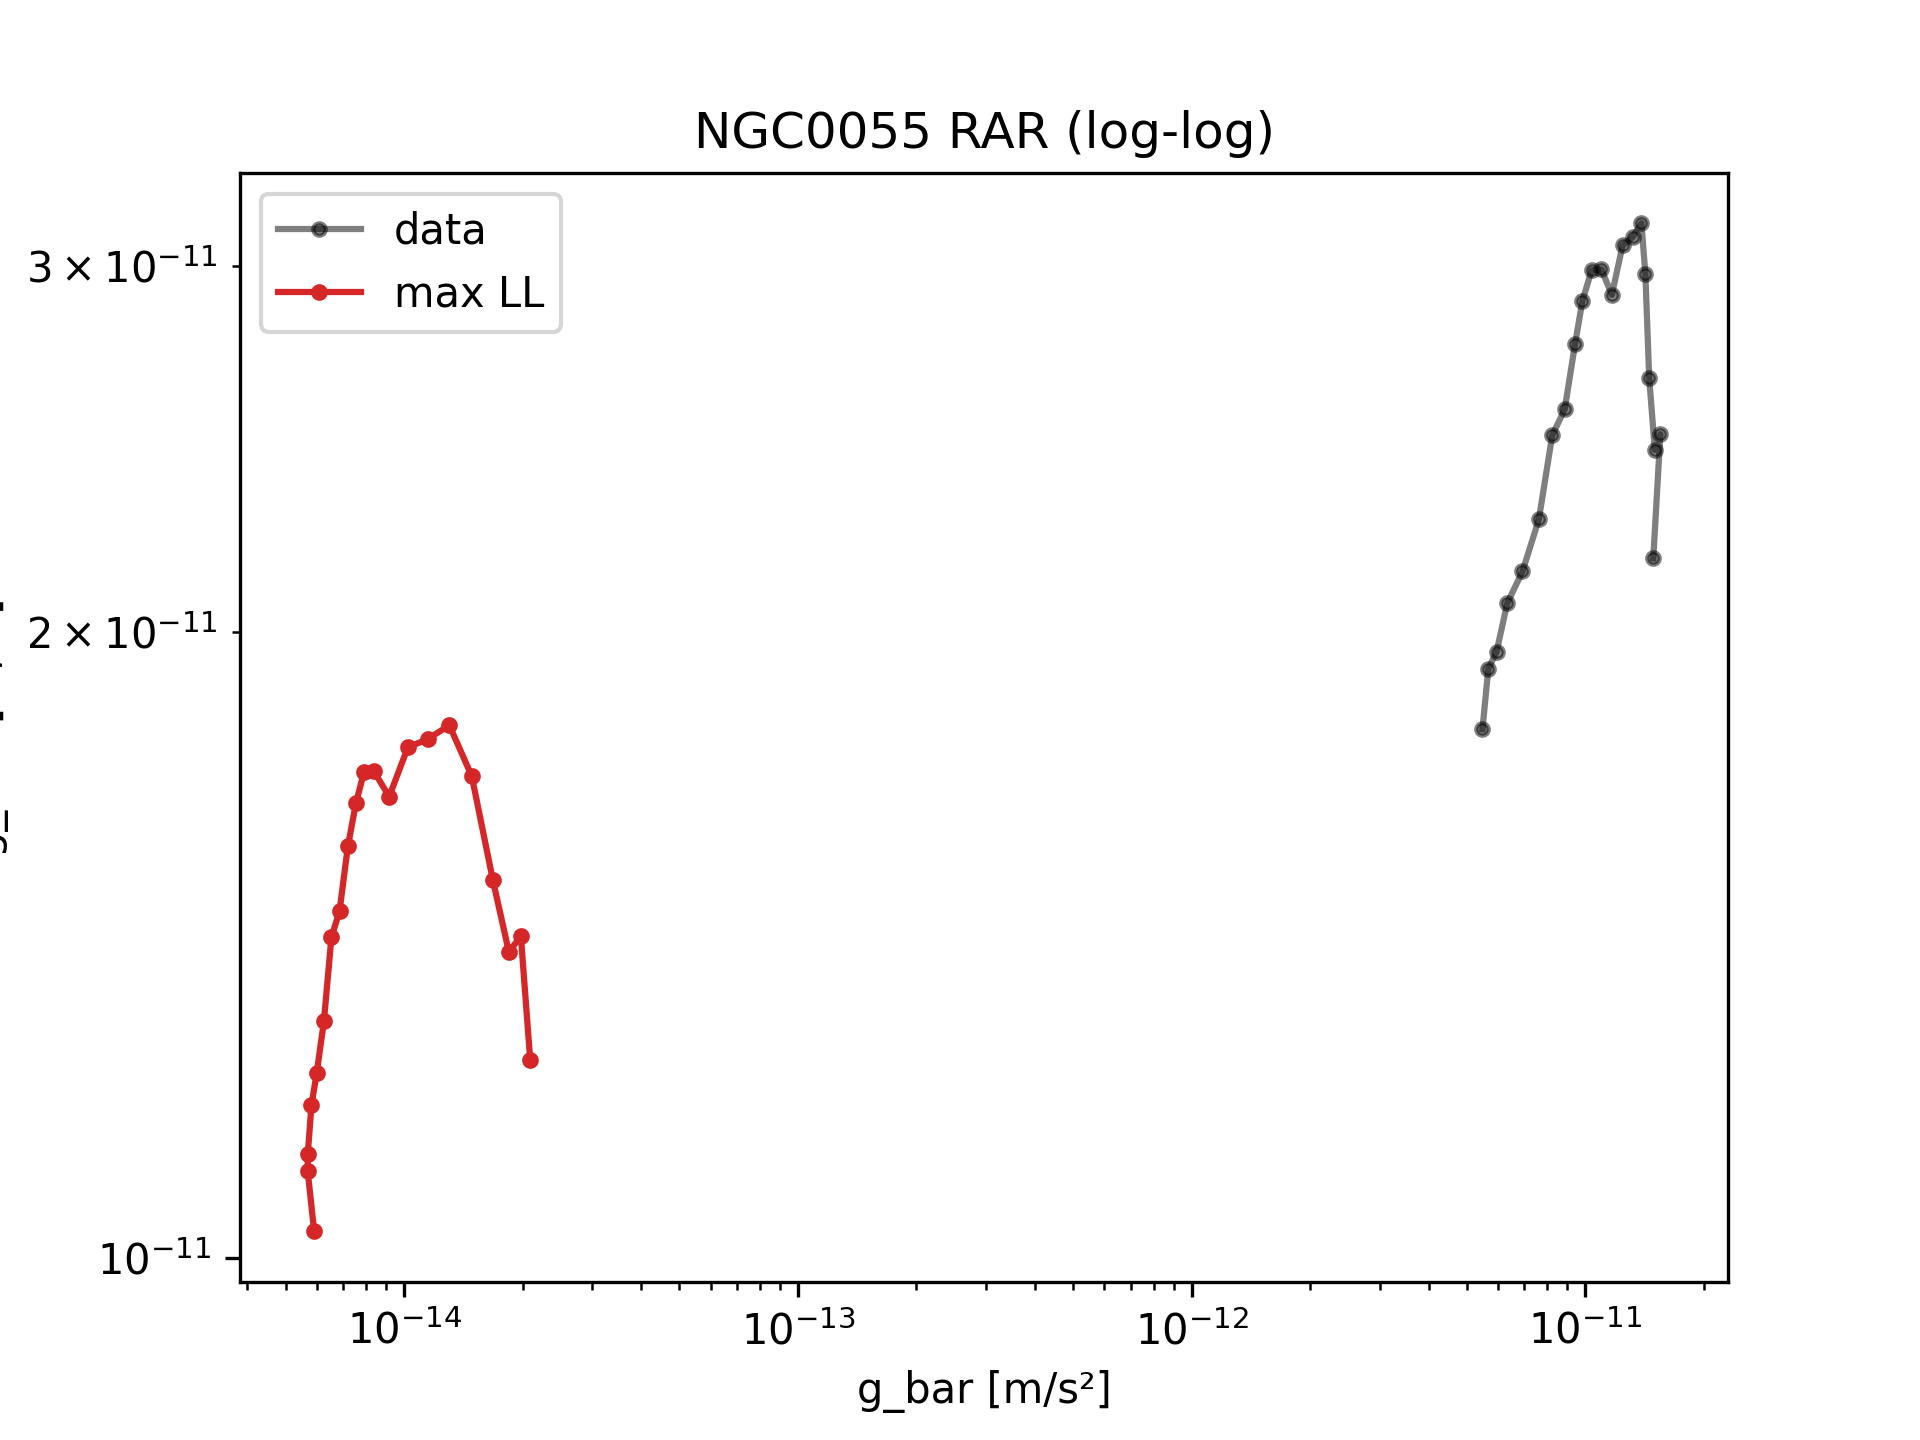 NGC0055 RAR (log-log)
data
max LL
3 × 10⁻¹¹
2 × 10⁻¹¹
10⁻¹¹
10⁻¹⁴ 10⁻¹³ 10⁻¹² 10⁻¹¹
g_bar [m/s²]